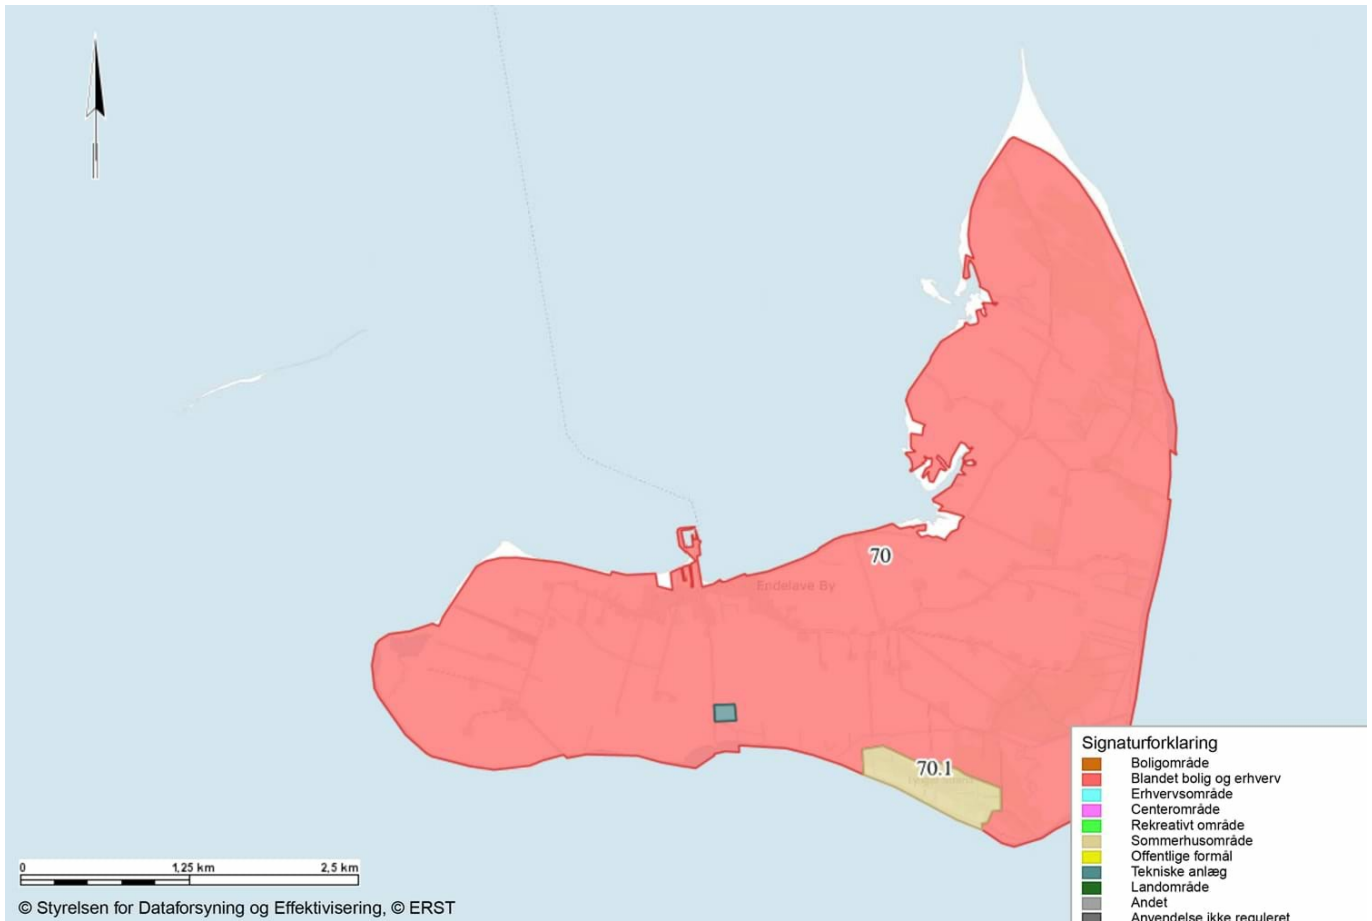 70
Endelave By
70.1
Signaturforklaring
Boligområde
Blandet bolig og erhverv
Erhvervsområde
Centerområde
Rekreativt område
Sommerhusområde
Offentlige formål
Tekniske anlæg
Landområde
Andet
Anvendelse ikke reguleret
0 1,25 km 2,5 km
© Styrelsen for Dataforsyning og Effektivisering, © ERST